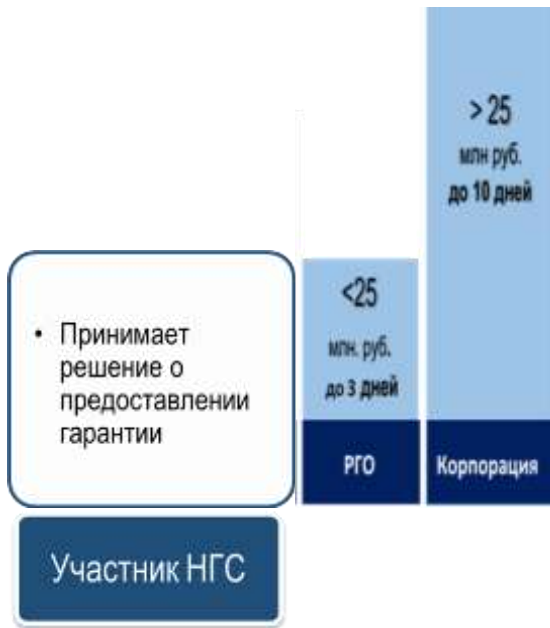 > 25
млн руб.
до 10 дней
<25
млн. руб.
до 3 дней
• Принимает
решение о
предоставлении
гарантии
РГО
Корпорация
Участник НГС